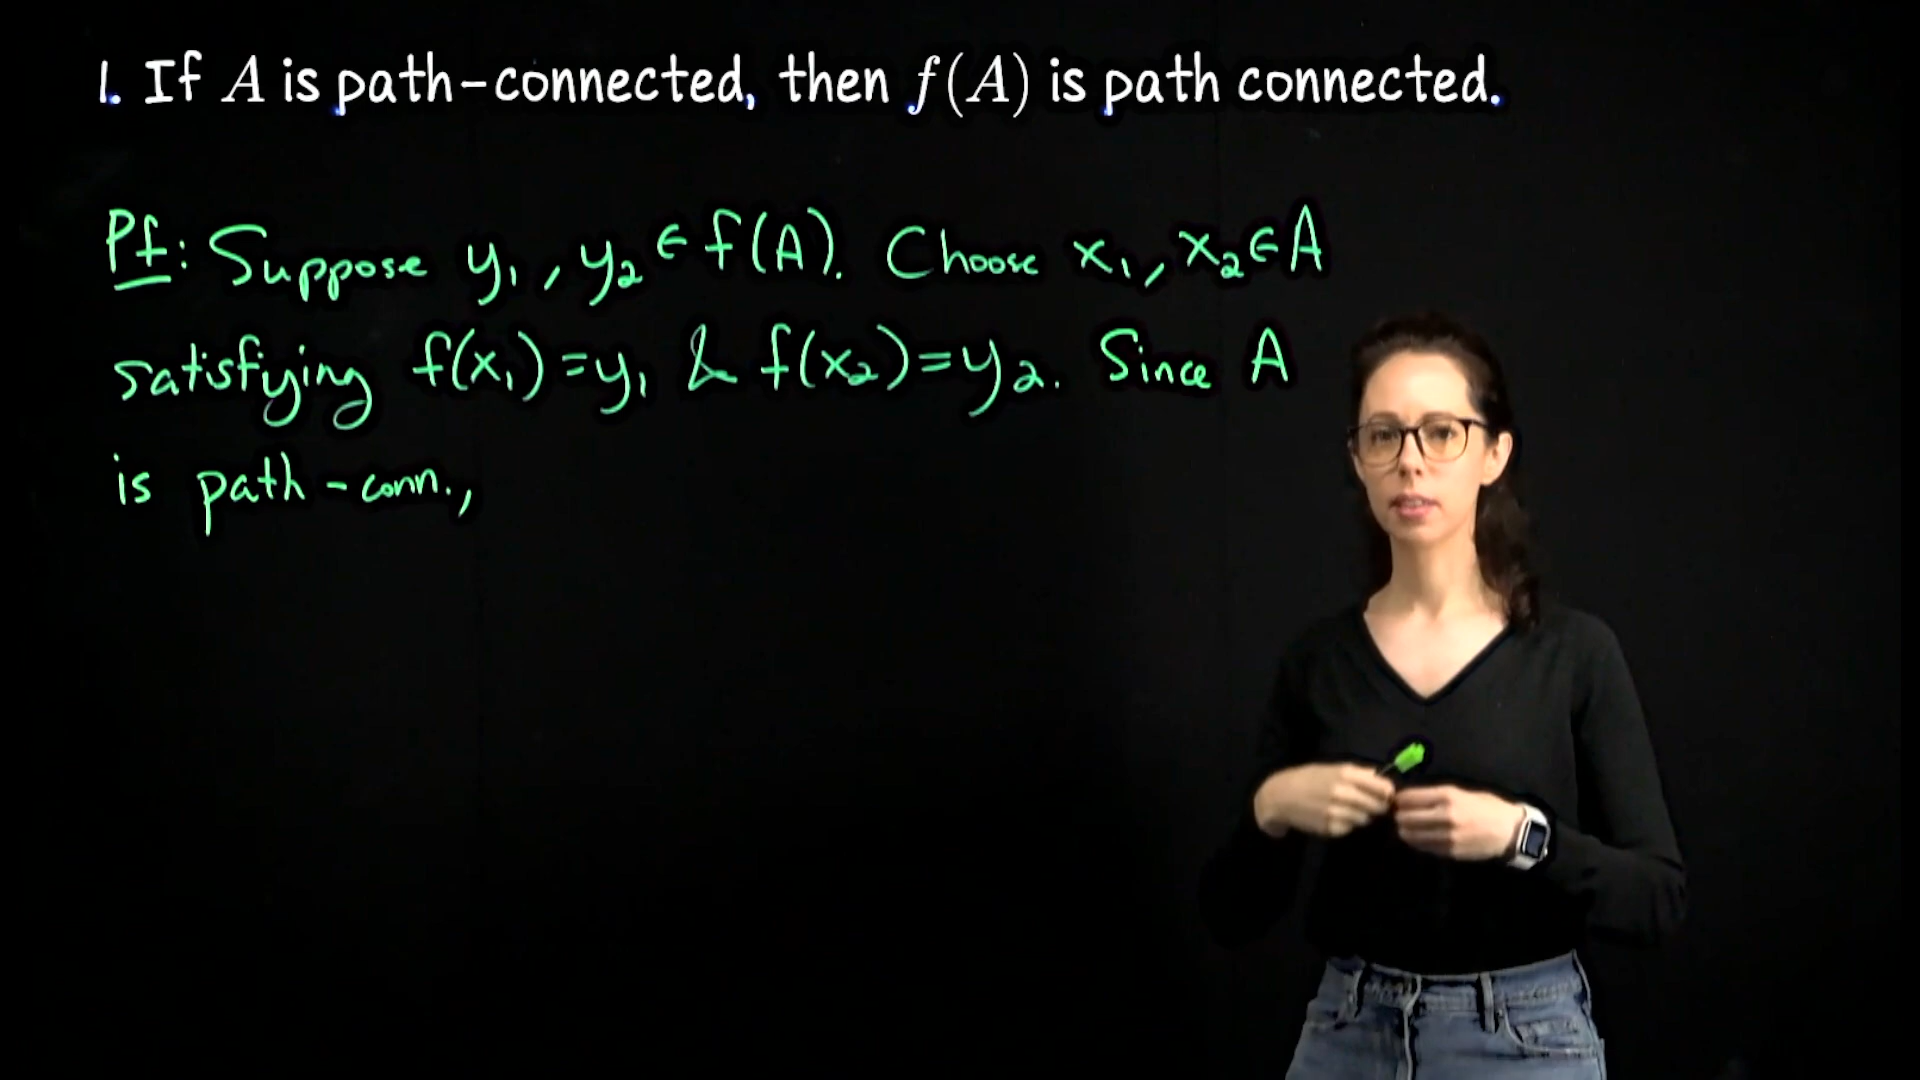 1. If A is path-connected, then f(A) is path connected.
Pf: Suppose y₁, y₂ ∈ f(A). Choose x₁, x₂ ∈ A
satisfying f(x₁) = y₁ & f(x₂) = y₂. Since A
is path-conn.,